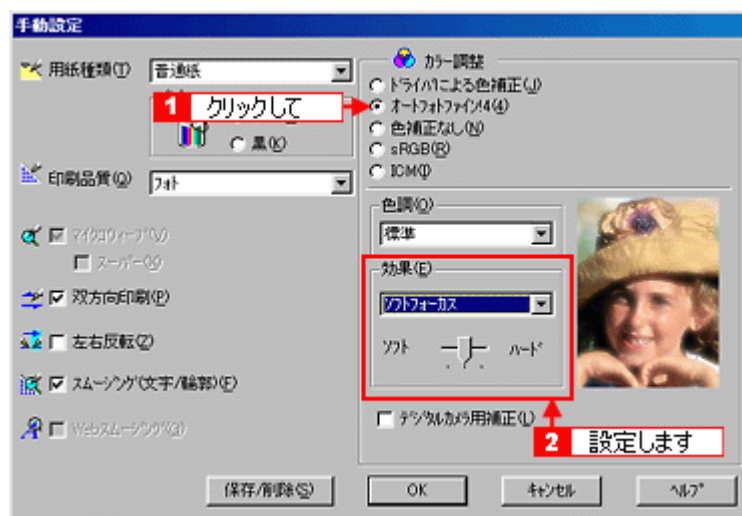 手動設定
用紙種類(T)
普通紙
1 クリックして
黒(K)
印刷品質(Q)
フォト
マイクロウィーブ(W)
スーパー(X)
双方向印刷(P)
左右反転(Z)
スムージング(文字/輪郭)(F)
Webスムージング(G)
カラー調整
ドライバによる色補正(J)
オートフォトファイン!4(4)
色補正なし(N)
sRGB(R)
ICM(I)
色調(O)
標準
効果(E)
ソフトフォーカス
ソフト
ハード
デジタルカメラ用補正(L)
2 設定します
保存/削除(S)
OK
キャンセル
ヘルプ